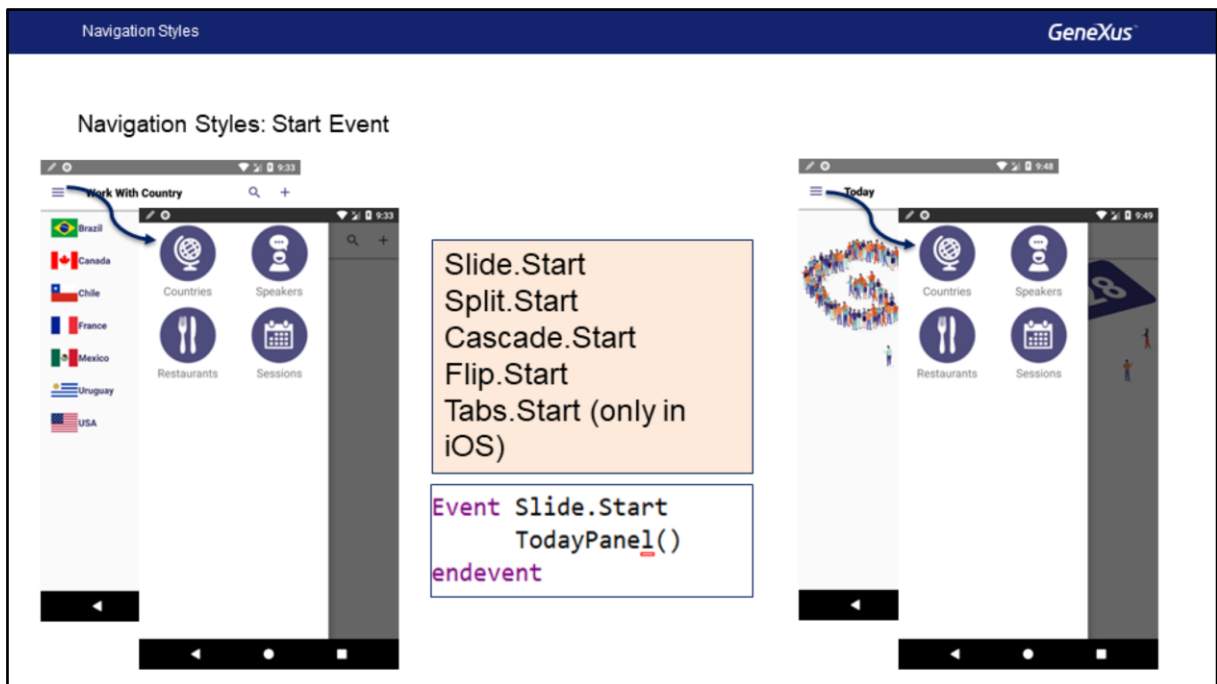 Navigation Styles
GeneXus™
Navigation Styles: Start Event
9:33
Work With Country
Brazil
Canada
Chile
France
Mexico
Uruguay
USA
9:33
Countries
Speakers
Restaurants
Sessions
Slide.Start
Split.Start
Cascade.Start
Flip.Start
Tabs.Start (only in
iOS)
Event Slide.Start
TodayPanel()
endevent
9:48
Today
28
9:49
Countries
Speakers
Restaurants
Sessions